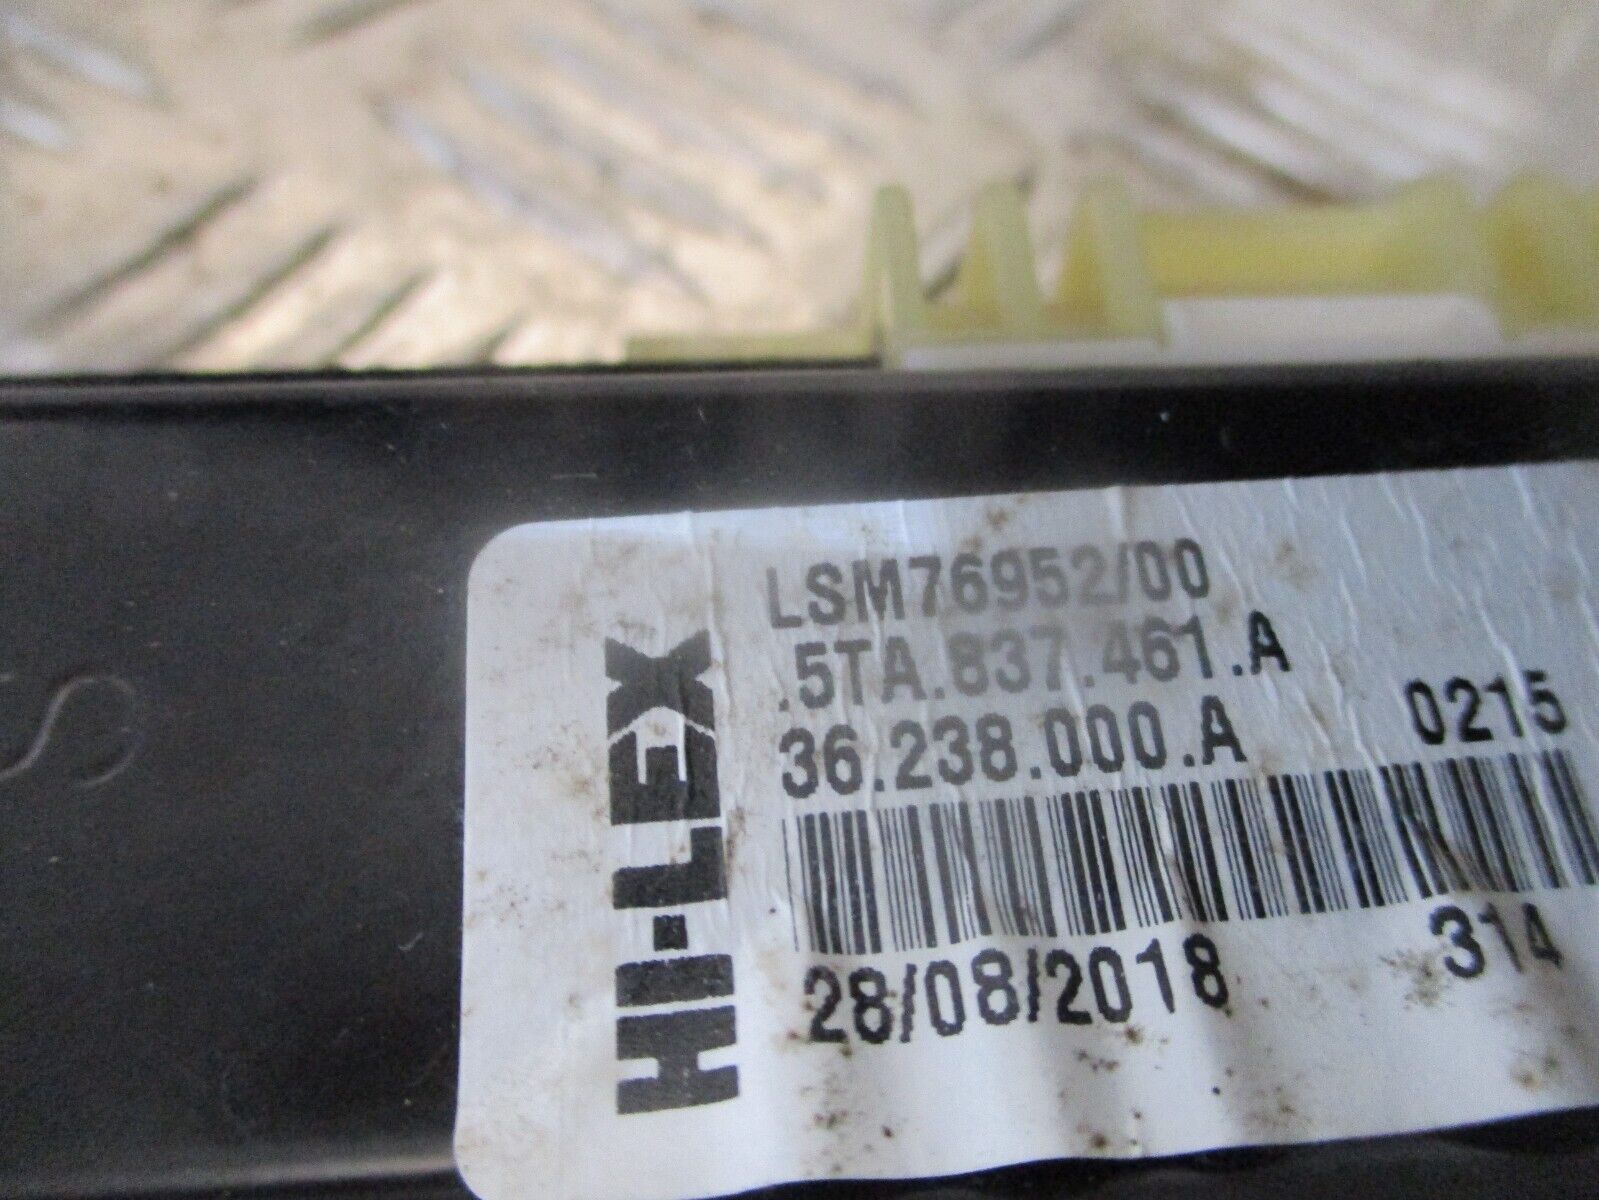 HI-LEX
LSM76952/00
.5TA.837.461.A
36.238.000.A 0215
28/08/2018 314